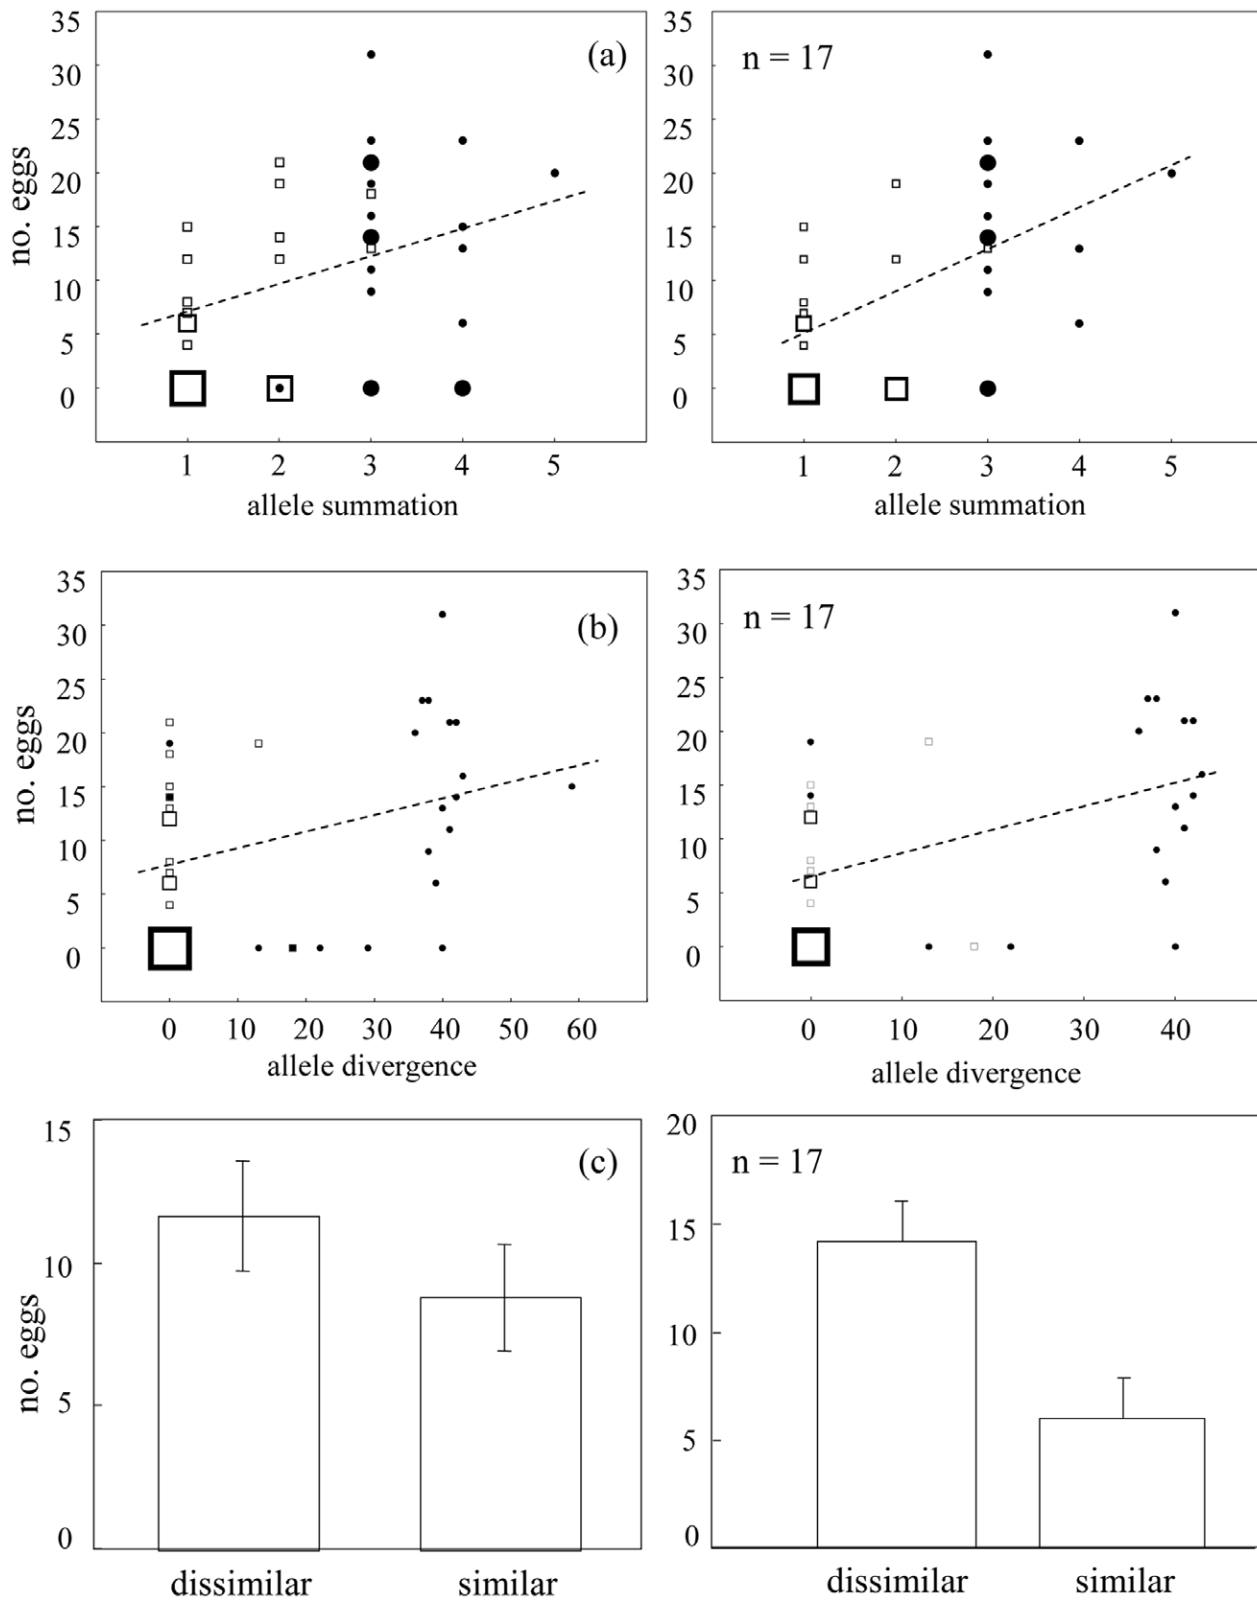 35
30
25
20
15
10
5
0
no. eggs
(a)
1 2 3 4 5
allele summation
35
30
25
20
15
10
5
0
n = 17
1 2 3 4 5
allele summation
35
30
25
20
15
10
5
0
no. eggs
(b)
0 10 20 30 40 50 60
allele divergence
35
30
25
20
15
10
5
0
n = 17
0 10 20 30 40
allele divergence
15
10
5
0
no. eggs
(c)
dissimilar similar
20
15
10
5
0
n = 17
dissimilar similar